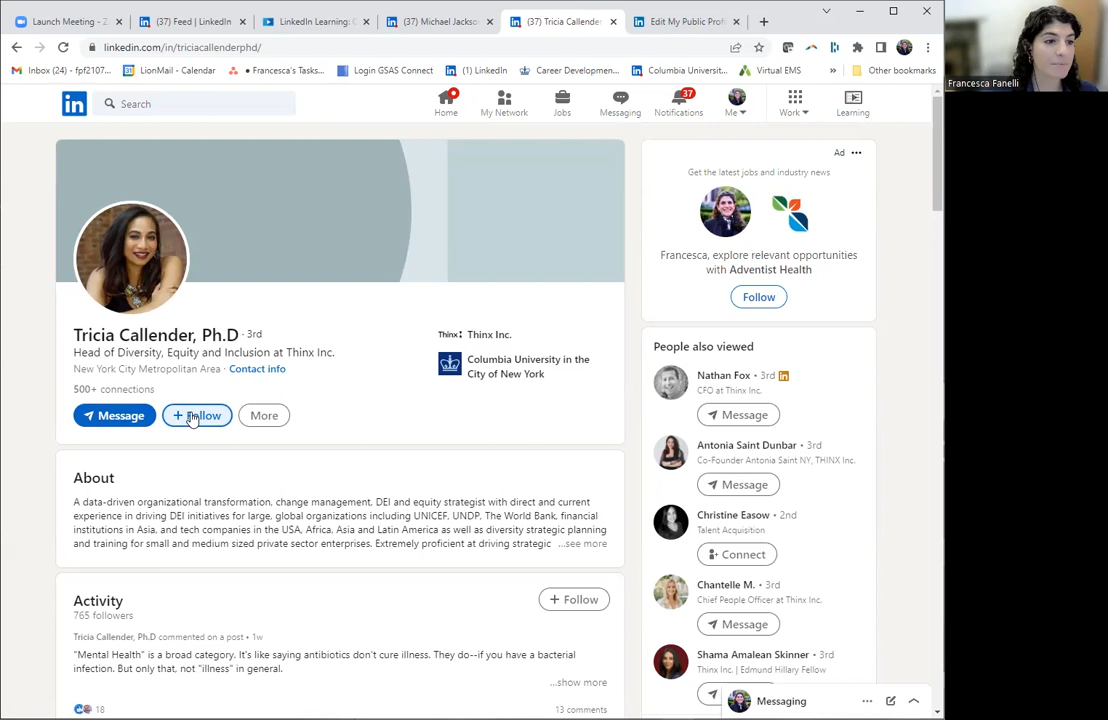 Launch Meeting - Z
(37) Feed | LinkedIn
LinkedIn Learning: O
(37) Michael Jackso
(37) Tricia Callender
Edit My Public Prof
linkedin.com/in/triciacallenderphd/
Inbox (24) - fpf2107...
LionMail - Calendar
Francesca's Tasks...
Login GSAS Connect
(1) LinkedIn
Career Developmen...
Columbia Universit...
Virtual EMS
»
Other bookmarks
Francesca Fanelli
in
Search
Home
My Network
Jobs
Messaging
37
Notifications
Me
Work
Learning
Tricia Callender, Ph.D · 3rd
Head of Diversity, Equity and Inclusion at Thinx Inc.
New York City Metropolitan Area · Contact info
500+ connections
Message
+ Follow
More
Thinx: Thinx Inc.
Columbia University in the
City of New York
About
A data-driven organizational transformation, change management, DEI and equity strategist with direct and current
experience in driving DEI initiatives for large, global organizations including UNICEF, UNDP, The World Bank, financial
institutions in Asia, and tech companies in the USA, Africa, Asia and Latin America as well as diversity strategic planning
and training for small and medium sized private sector enterprises. Extremely proficient at driving strategic ...see more
Activity
765 followers
+ Follow
Tricia Callender, Ph.D commented on a post • 1w
"Mental Health" is a broad category. It's like saying antibiotics don't cure illness. They do--if you have a bacterial
infection. But only that, not "illness" in general.
...show more
18
13 comments
Ad •••
Get the latest jobs and industry news
Francesca, explore relevant opportunities
with Adventist Health
Follow
People also viewed
Nathan Fox • 3rd in
CFO at Thinx Inc.
Message
Antonia Saint Dunbar • 3rd
Co-Founder Antonia Saint NY, THINX Inc.
Message
Christine Easow • 2nd
Talent Acquisition
Connect
Chantelle M. • 3rd
Chief People Officer at Thinx Inc.
Message
Shama Amalean Skinner • 3rd
Thinx Inc. | Edmund Hillary Fellow
Messaging